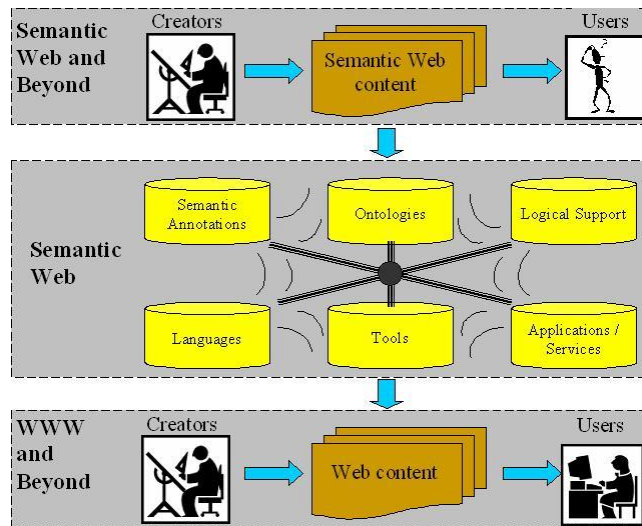 Semantic
Web and
Beyond
Creators
Semantic Web
content
Users
Semantic
Web
Semantic
Annotations
Ontologies
Logical Support
Languages
Tools
Applications /
Services
WWW
and
Beyond
Creators
Web content
Users